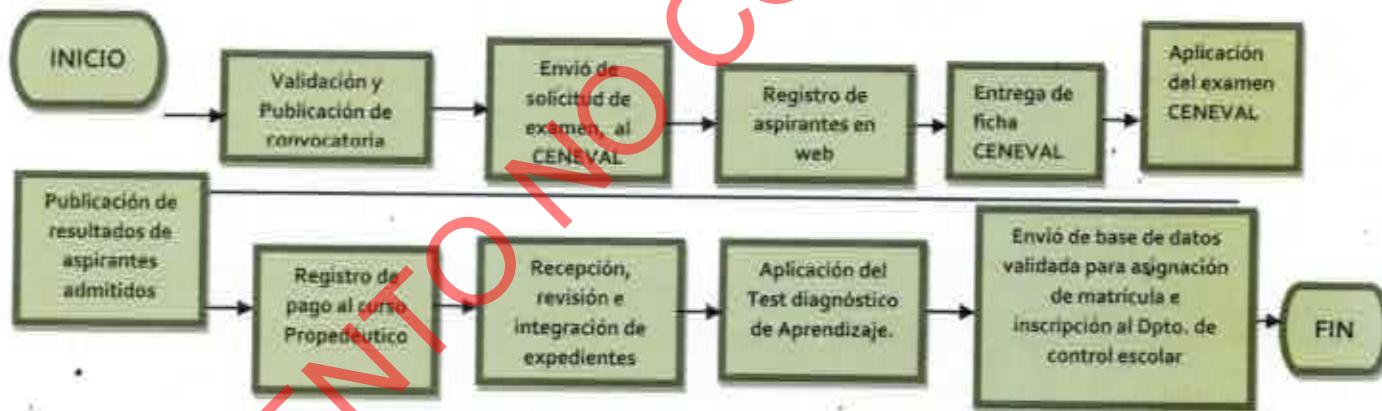 INICIO
Validación y
Publicación de
convocatoria
Envió de
solicitud de
examen, al
CENEVAL
Registro de
aspirantes en
web
Entrega de
ficha
CENEVAL
Aplicación
del examen
CENEVAL
Publicación de
resultados de
aspirantes
admitidos
Registro de
pago al curso
Propedéutico
Recepción,
revisión e
integración de
expedientes
Aplicación del
Test diagnóstico
de Aprendizaje.
Envió de base de datos
validada para asignación
de matrícula e
inscripción al Dpto. de
control escolar
FIN